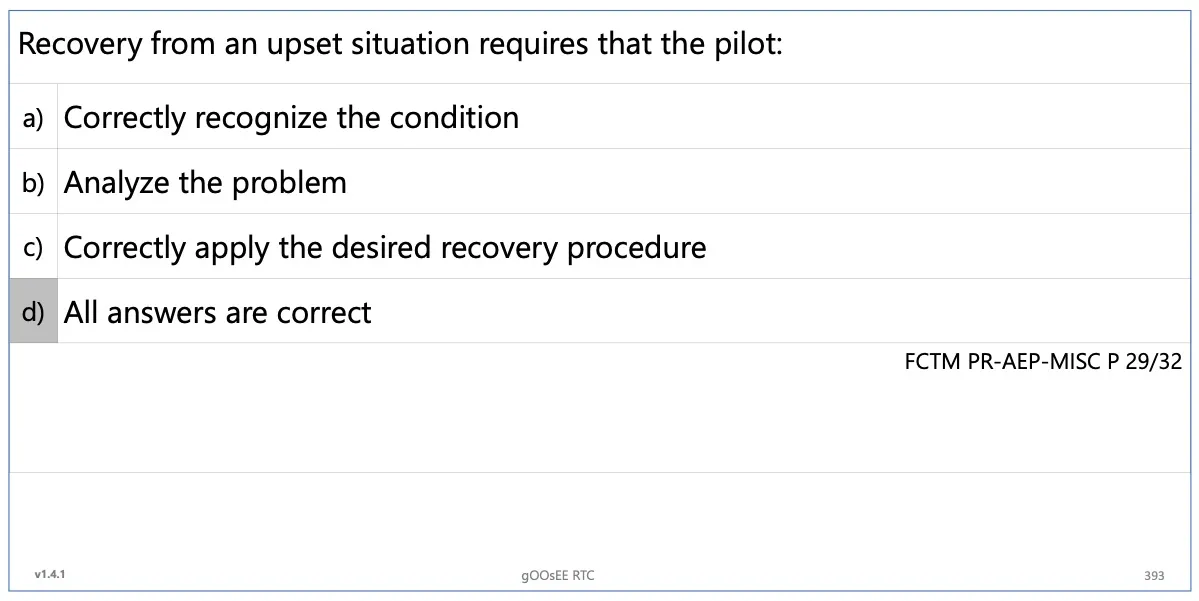 Recovery from an upset situation requires that the pilot:
a) Correctly recognize the condition
b) Analyze the problem
c) Correctly apply the desired recovery procedure
d) All answers are correct
FCTM PR-AEP-MISC P 29/32
v1.4.1 gOOsEE RTC 393